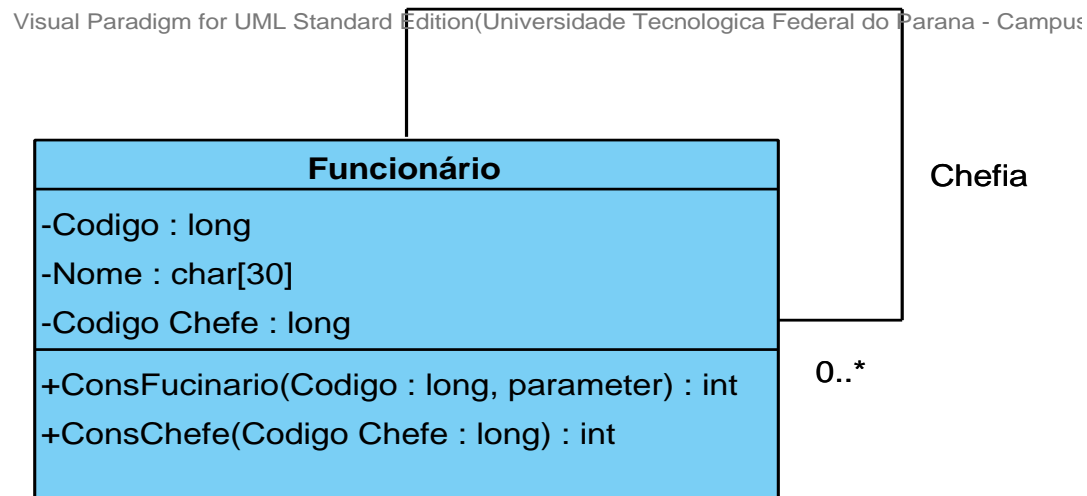 Visual Paradigm for UML Standard Edition(Universidade Tecnologica Federal do Parana - Campus
Funcionário
Chefia
-Codigo : long
-Nome : char[30]
-Codigo Chefe : long
0..*
+ConsFucinario(Codigo : long, parameter) : int
+ConsChefe(Codigo Chefe : long) : int